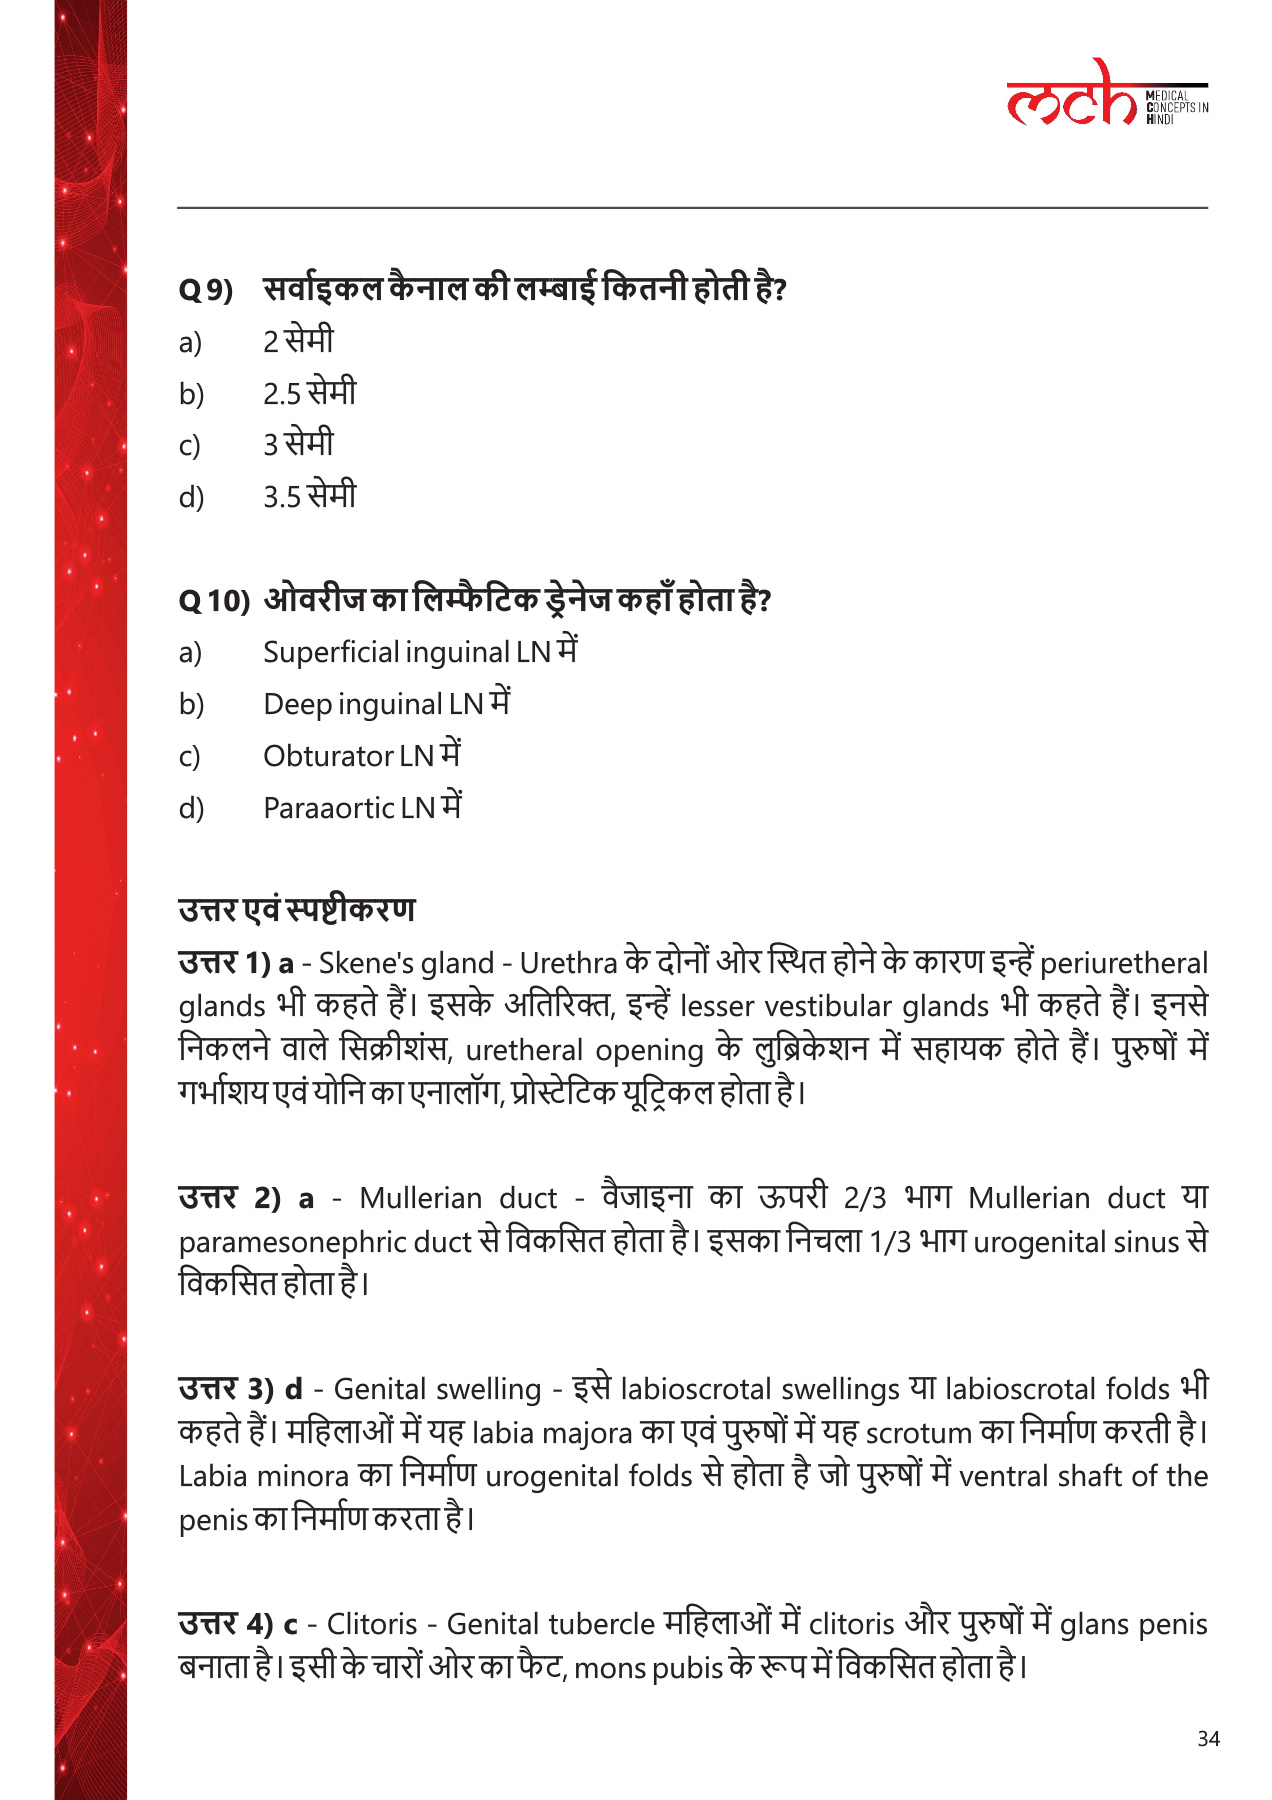 mch MEDICAL
CONCEPTS IN
HINDI
Q 9) सर्वाइकल कैनाल की लम्बाई कितनी होती है?
a) 2 सेमी
b) 2.5 सेमी
c) 3 सेमी
d) 3.5 सेमी
Q 10) ओवरीज का लिम्फैटिक ड्रेनेज कहाँ होता है?
a) Superficial inguinal LN में
b) Deep inguinal LN में
c) Obturator LN में
d) Paraaortic LN में
उत्तर एवं स्पष्टीकरण
उत्तर 1) a - Skene's gland - Urethra के दोनों ओर स्थित होने के कारण इन्हें periuretheral
glands भी कहते हैं। इसके अतिरिक्त, इन्हें lesser vestibular glands भी कहते हैं। इनसे
निकलने वाले सिक्रीशंस, uretheral opening के लुब्रिकेशन में सहायक होते हैं। पुरुषों में
गर्भाशय एवं योनि का एनालॉग, प्रोस्टेटिक यूट्रिकल होता है।
उत्तर 2) a - Mullerian duct - वैजाइना का ऊपरी 2/3 भाग Mullerian duct या
paramesonephric duct से विकसित होता है। इसका निचला 1/3 भाग urogenital sinus से
विकसित होता है।
उत्तर 3) d - Genital swelling - इसे labioscrotal swellings या labioscrotal folds भी
कहते हैं। महिलाओं में यह labia majora का एवं पुरुषों में यह scrotum का निर्माण करती है।
Labia minora का निर्माण urogenital folds से होता है जो पुरुषों में ventral shaft of the
penis का निर्माण करता है।
उत्तर 4) c - Clitoris - Genital tubercle महिलाओं में clitoris और पुरुषों में glans penis
बनाता है। इसी के चारों ओर का फैट, mons pubis के रूप में विकसित होता है।
34